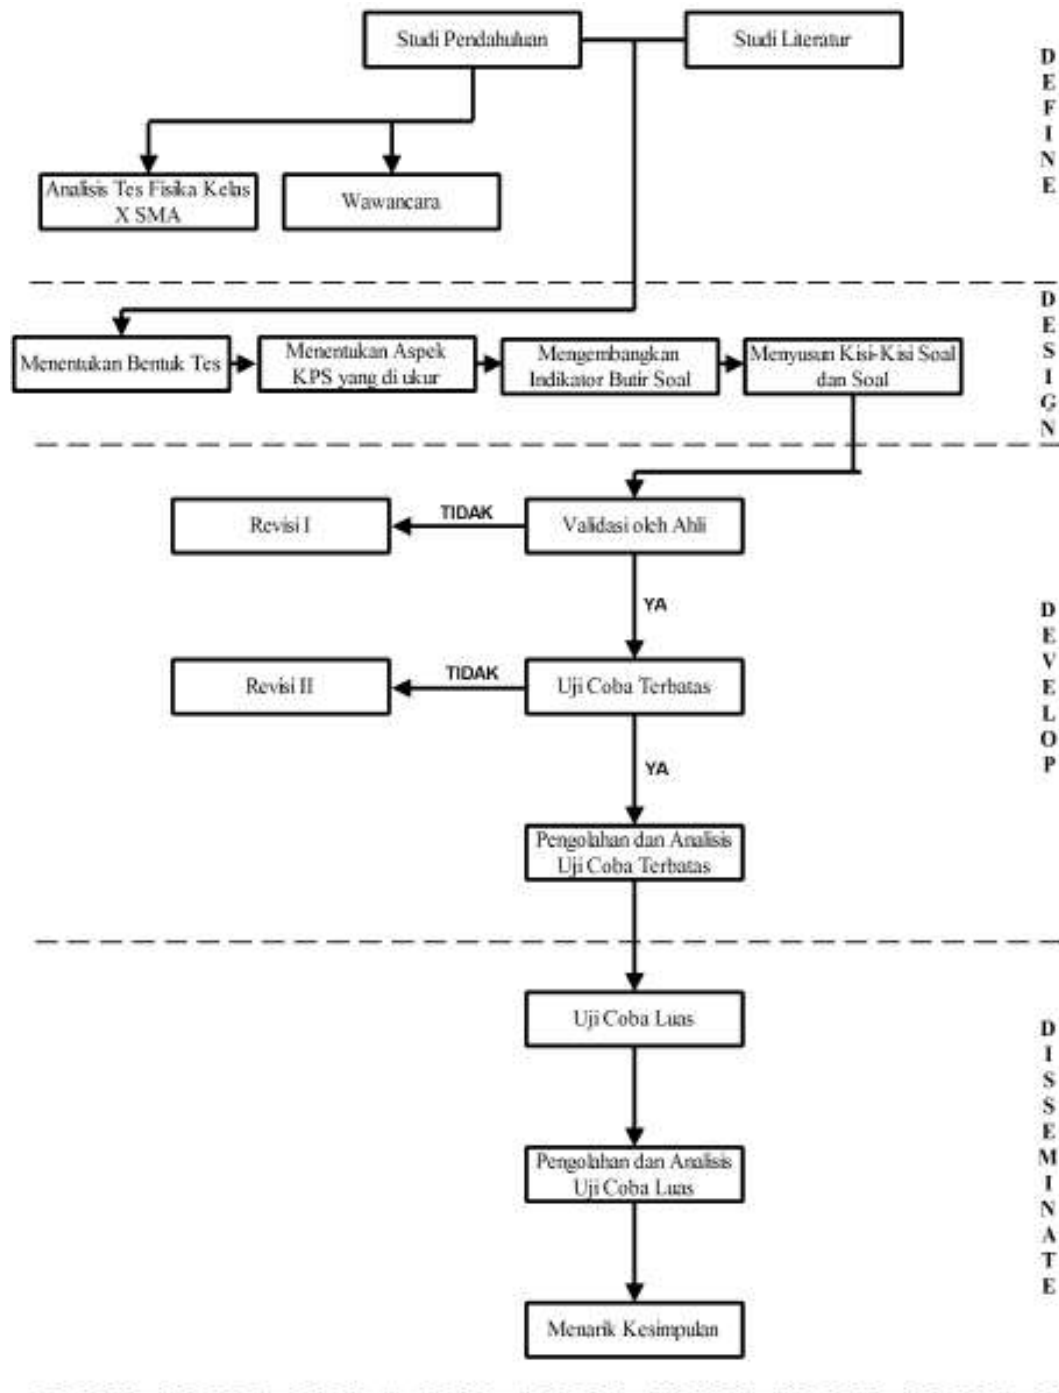 Studi Pendahuluan
Studi Literatur
Analisis Tes Fisika Kelas
X SMA
Wawancara
DEFINE
Menentukan Bentuk Tes
Menentukan Aspek
KPS yang di ukur
Mengembangkan
Indikator Butir Soal
Menyusun Kisi-Kisi Soal
dan Soal
DESIGN
Revisi I
TIDAK
Validasi oleh Ahli
YA
Revisi II
TIDAK
Uji Coba Terbatas
YA
Pengolahan dan Analisis
Uji Coba Terbatas
DEVELOP
Uji Coba Luas
Pengolahan dan Analisis
Uji Coba Luas
Menarik Kesimpulan
DISSEMINATE